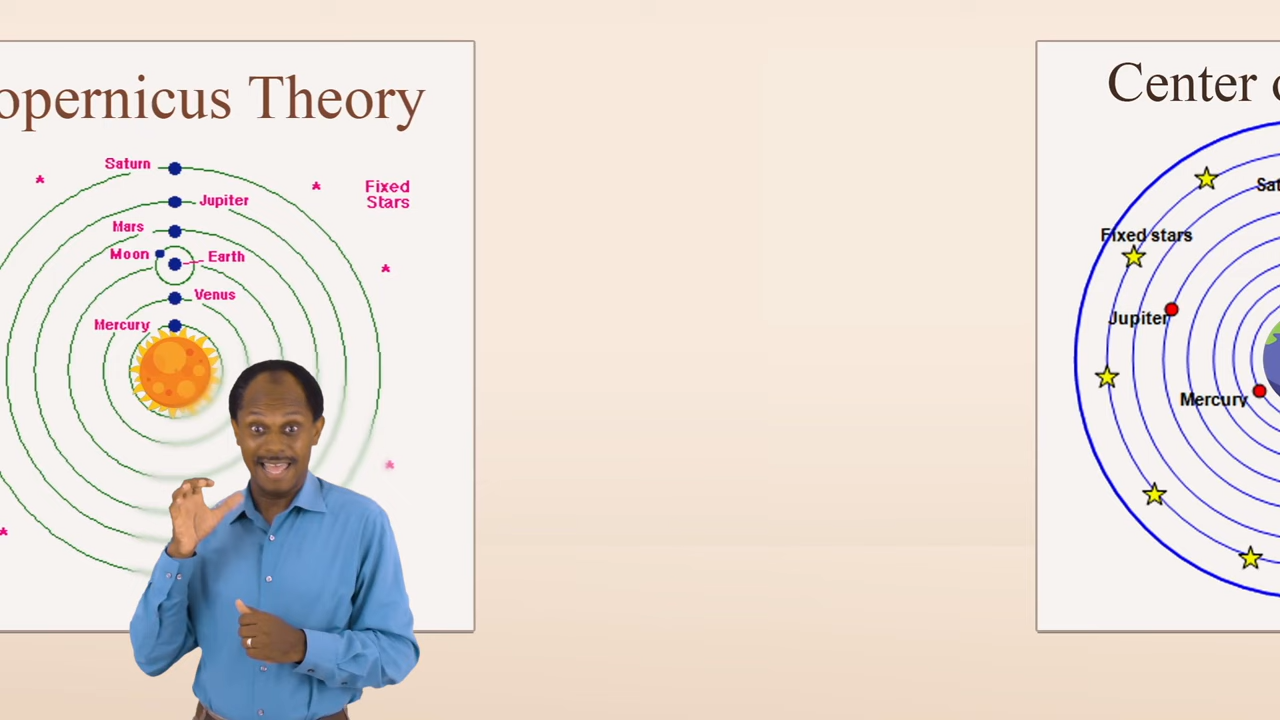 opernicus Theory
Saturn
Jupiter
Fixed
Stars
Mars
Moon
Earth
Venus
Mercury
Center
Sat
Fixed stars
Jupiter
Mercury